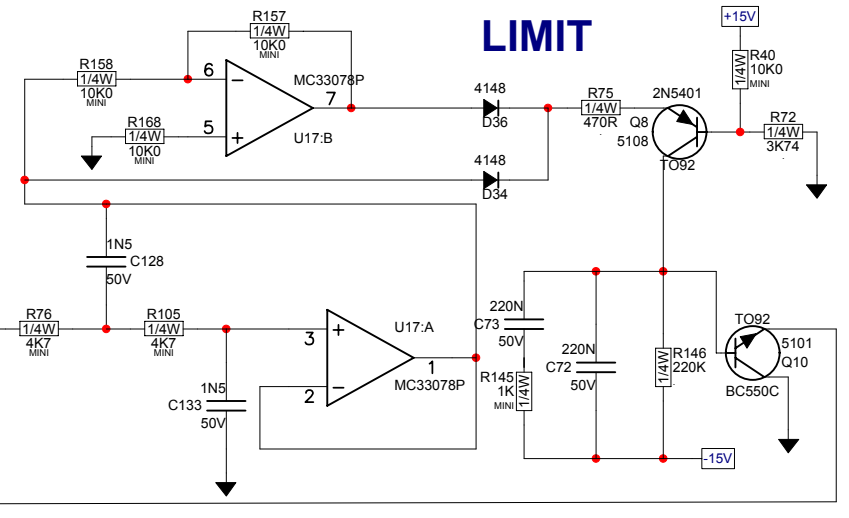 LIMIT
R157
1/4W
10K0
MINI
R158
1/4W
10K0
MINI
6
−
MC33078P
7
R168
1/4W
10K0
MINI
5
+
U17:B
4148
D36
4148
D34
R75
1/4W
470R
2N5401
Q8
5108
TO92
+15V
R40
1/4W
10K0
MINI
R72
1/4W
3K74
1N5
C128
50V
R76
1/4W
4K7
MINI
R105
1/4W
4K7
MINI
1N5
C133
50V
3
+
U17:A
1
2
−
MC33078P
220N
C73
50V
R145
1K
MINI
1/4W
220N
C72
50V
R146
1/4W
220K
TO92
5101
Q10
BC550C
-15V